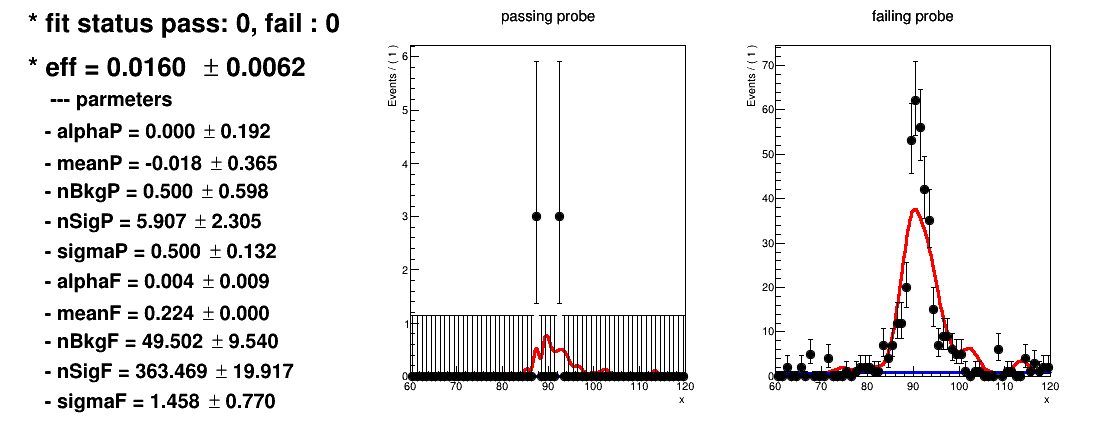 * fit status pass: 0, fail : 0
* eff = 0.0160 ± 0.0062
--- parmeters
- alphaP = 0.000 ± 0.192
- meanP = -0.018 ± 0.365
- nBkgP = 0.500 ± 0.598
- nSigP = 5.907 ± 2.305
- sigmaP = 0.500 ± 0.132
- alphaF = 0.004 ± 0.009
- meanF = 0.224 ± 0.000
- nBkgF = 49.502 ± 9.540
- nSigF = 363.469 ± 19.917
- sigmaF = 1.458 ± 0.770
passing probe
Events / ( 1 )
6
5
4
3
2
1
0
60 70 80 90 100 110 120
x
failing probe
Events / ( 1 )
70
60
50
40
30
20
10
0
60 70 80 90 100 110 120
x